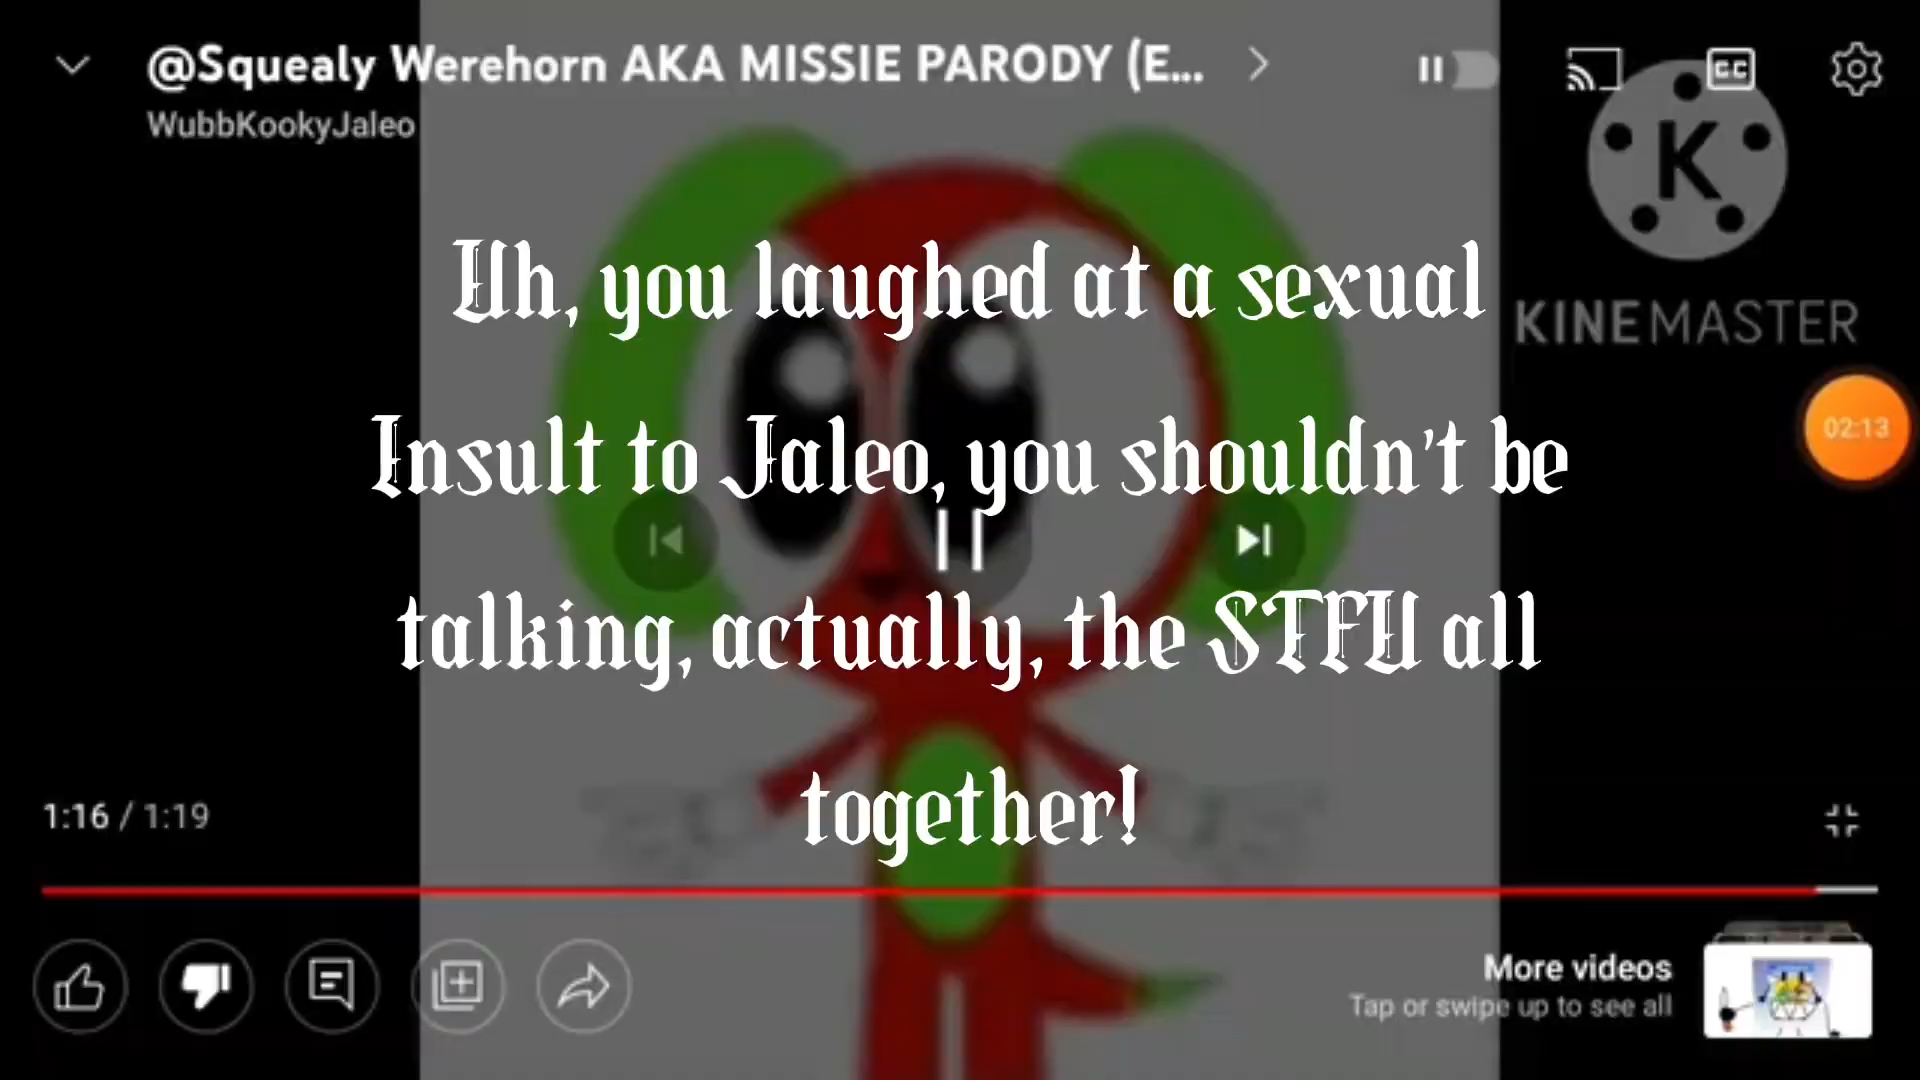 @Squealy Werehorn AKA MISSIE PARODY (E...
WubbKookyJaleo
CC
K
KINEMASTER
Uh, you laughed at a sexual
Insult to Jaleo, you shouldn't be
talking, actually, the STFU all
together!
02:13
1:16 / 1:19
More videos
Tap or swipe up to see all